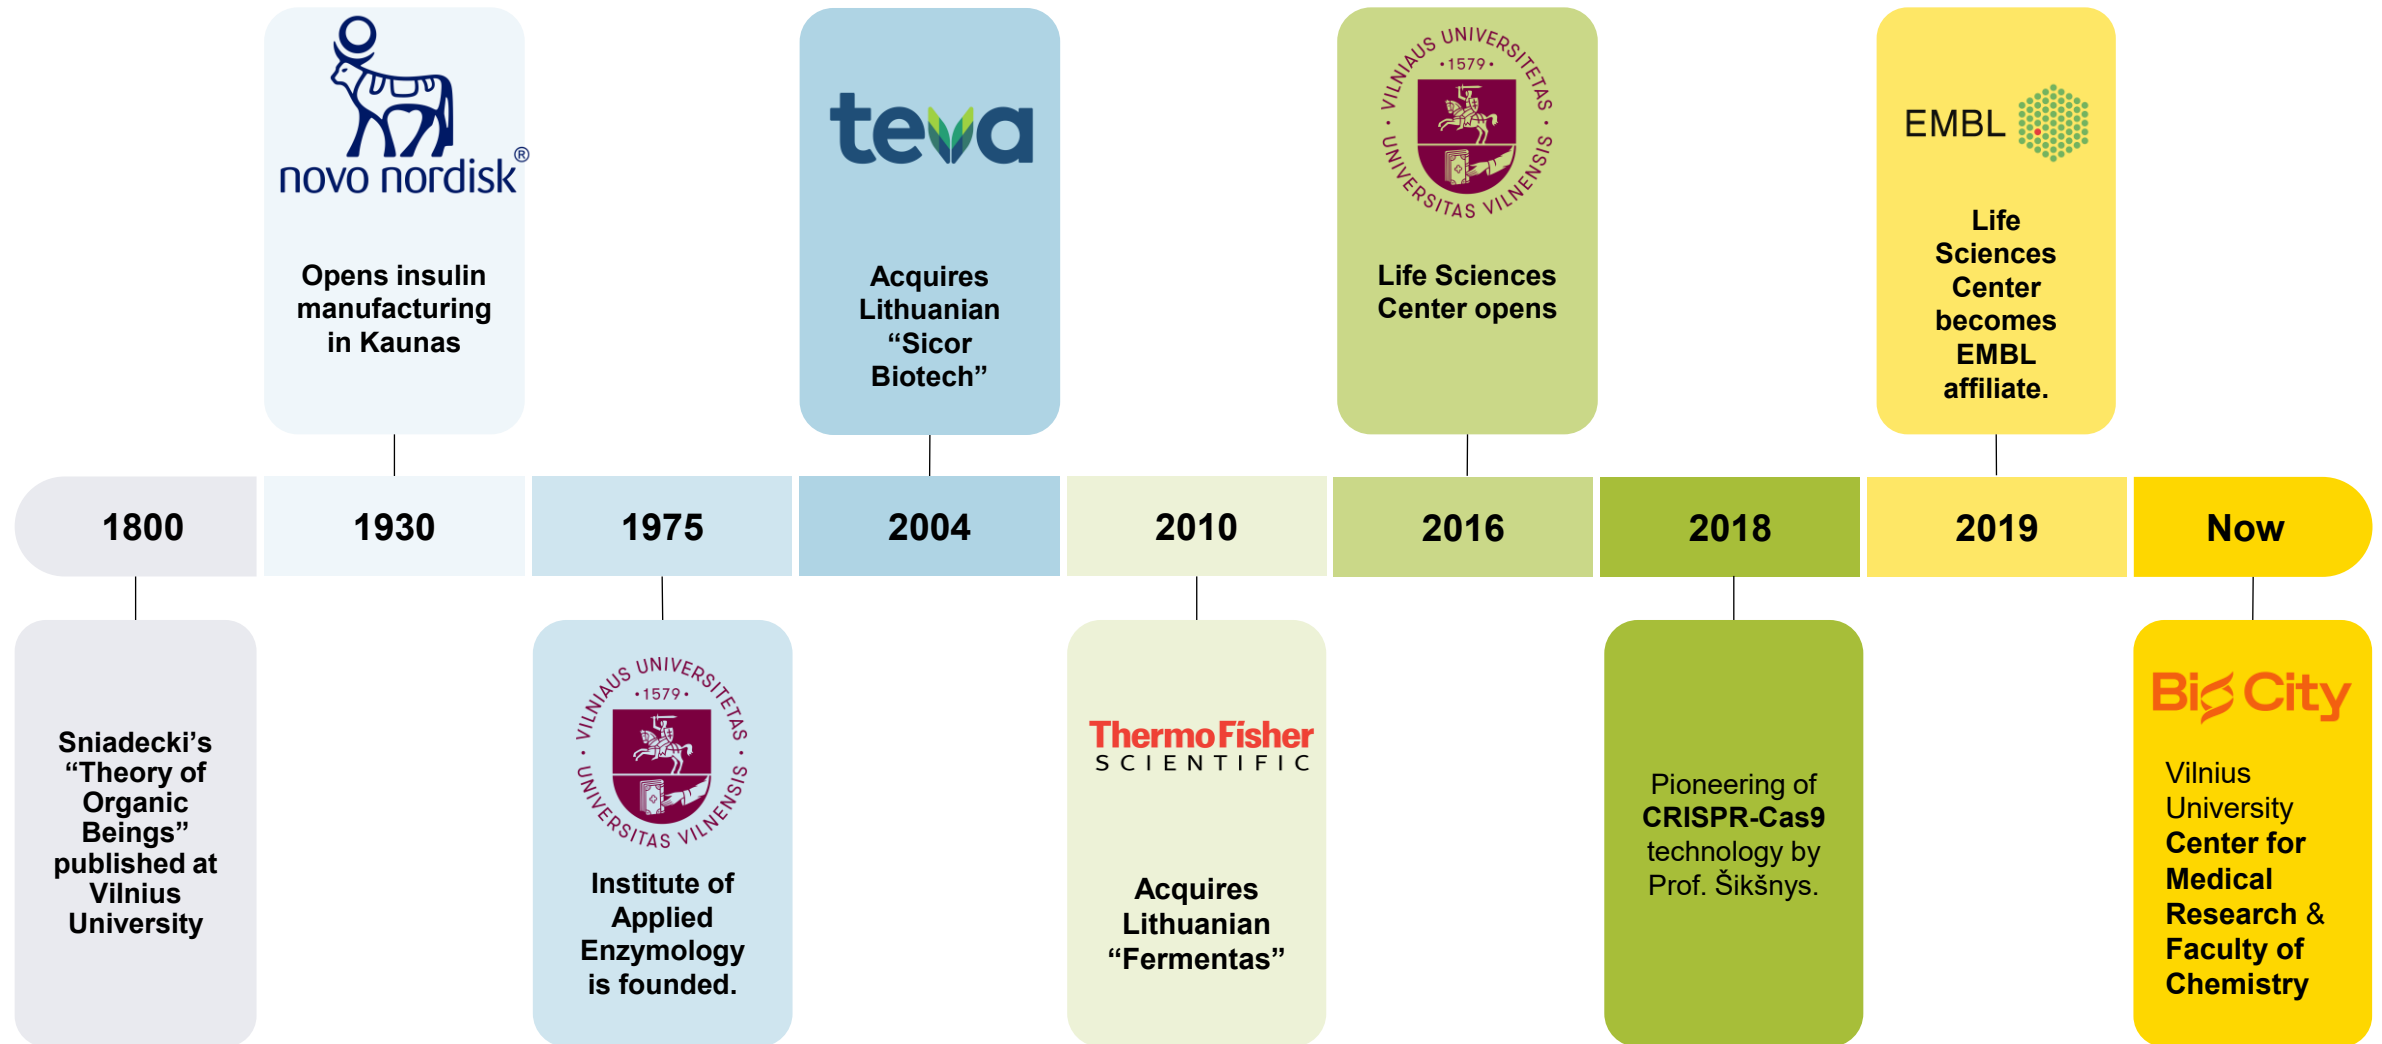 novo nordisk®
Opens insulin
manufacturing
in Kaunas
teva
Acquires
Lithuanian
“Sicor
Biotech”
VILNIAUS UNIVERSITETAS
·1579·
UNIVERSITAS VILNENSIS
Life Sciences
Center opens
EMBL
Life
Sciences
Center
becomes
EMBL
affiliate.
1800
1930
1975
2004
2010
2016
2018
2019
Now
Sniadecki’s
“Theory of
Organic
Beings”
published at
Vilnius
University
VILNIAUS UNIVERSITETAS
·1579·
UNIVERSITAS VILNENSIS
Institute of
Applied
Enzymology
is founded.
ThermoFisher
SCIENTIFIC
Acquires
Lithuanian
“Fermentas”
Pioneering of
CRISPR-Cas9
technology by
Prof. Šikšnys.
Big City
Vilnius
University
Center for
Medical
Research &
Faculty of
Chemistry